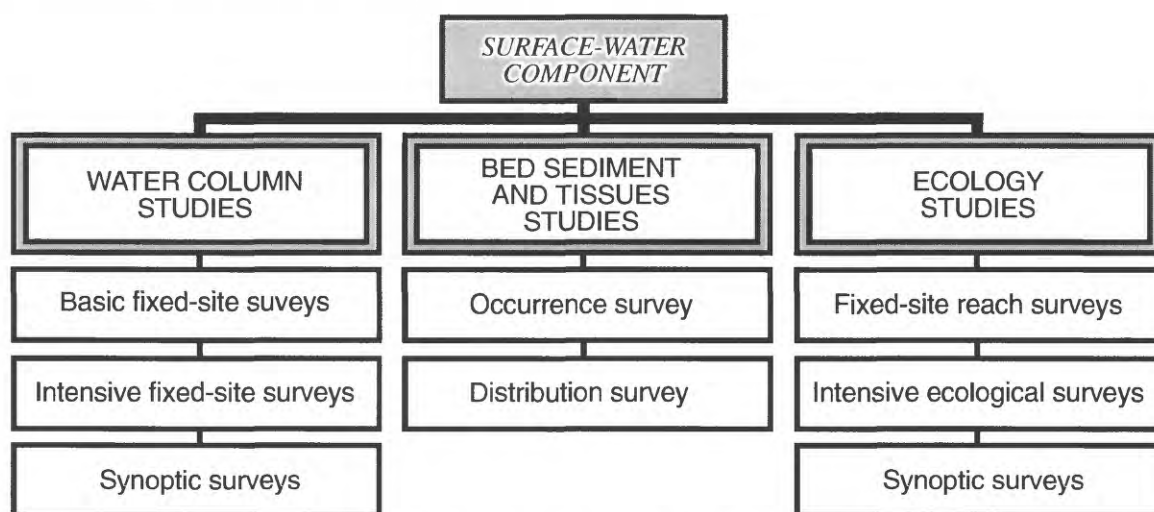 SURFACE-WATER
COMPONENT
WATER COLUMN
STUDIES
BED SEDIMENT
AND TISSUES
STUDIES
ECOLOGY
STUDIES
Basic fixed-site suveys
Occurrence survey
Fixed-site reach surveys
Intensive fixed-site surveys
Distribution survey
Intensive ecological surveys
Synoptic surveys
Synoptic surveys